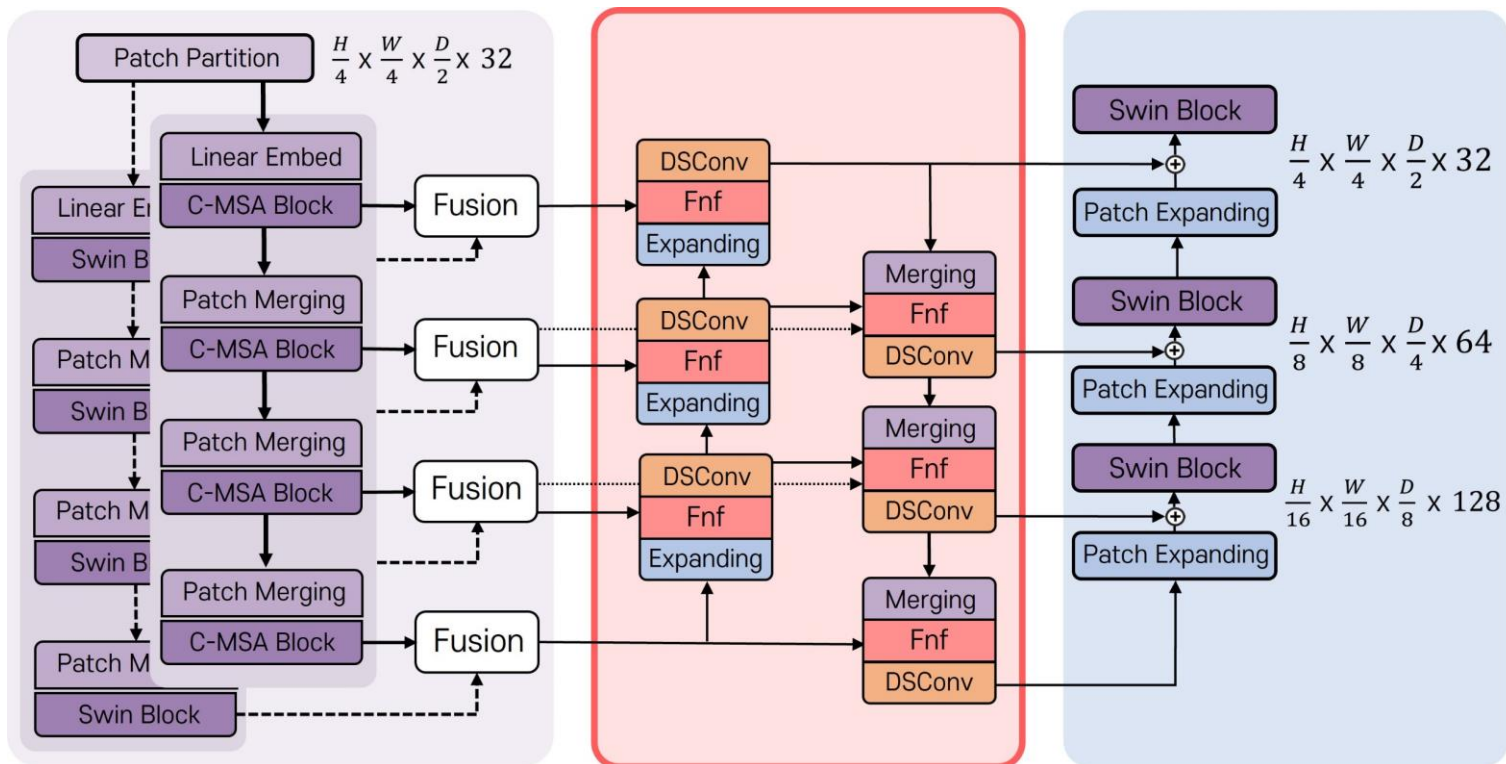 Patch Partition
H/4 x W/4 x D/2 x 32
Linear Embed
C-MSA Block
Linear Er
Swin B
Patch Merging
C-MSA Block
Patch M
Swin B
Patch Merging
C-MSA Block
Patch M
Swin B
Patch Merging
C-MSA Block
Patch M
Swin Block
Fusion
Fusion
Fusion
Fusion
DSConv
Fnf
Expanding
DSConv
Fnf
Expanding
DSConv
Fnf
Expanding
Merging
Fnf
DSConv
Merging
Fnf
DSConv
Merging
Fnf
DSConv
Swin Block
+
H/4 x W/4 x D/2 x 32
Patch Expanding
Swin Block
+
H/8 x W/8 x D/4 x 64
Patch Expanding
Swin Block
+
H/16 x W/16 x D/8 x 128
Patch Expanding